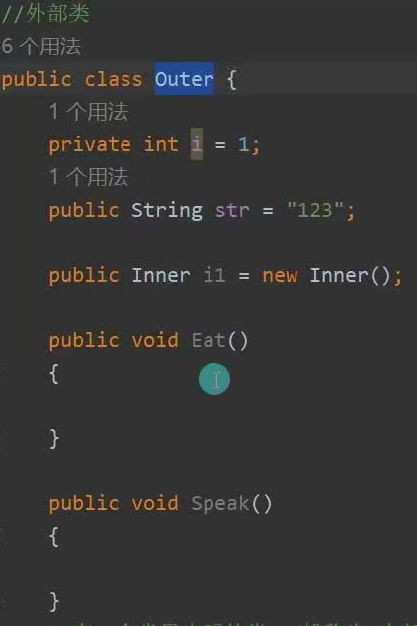 //外部类
6 个用法
public class Outer {
1 个用法
private int i = 1;
1 个用法
public String str = "123";
public Inner i1 = new Inner();
public void Eat()
{
}
public void Speak()
{
}